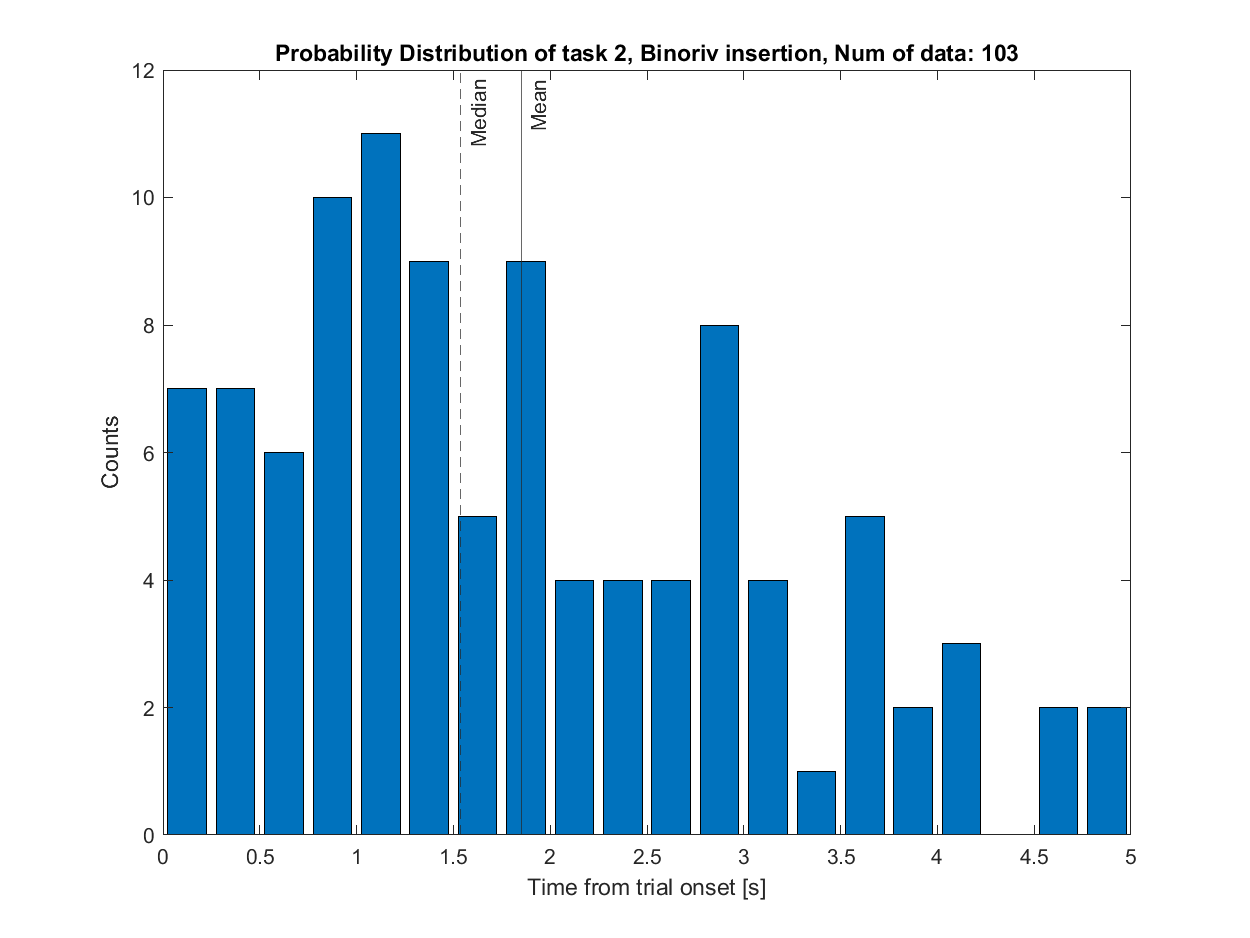 Probability Distribution of task 2, Binoriv insertion, Num of data: 103
12
10
8
6
4
2
0
Counts
Median
Mean
0 0.5 1 1.5 2 2.5 3 3.5 4 4.5 5
Time from trial onset [s]